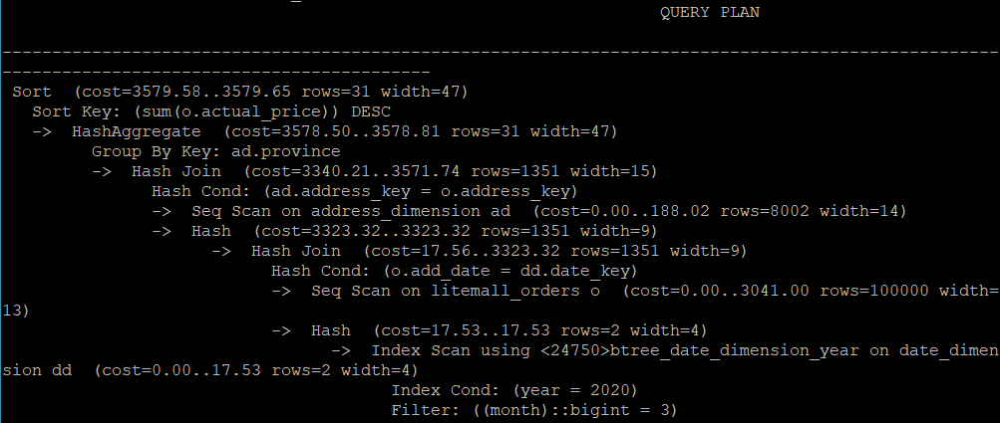 QUERY PLAN
----------------------------------------------------------------------------------------------------
-------------------------------------------
Sort  (cost=3579.58..3579.65 rows=31 width=47)
  Sort Key: (sum(o.actual_price)) DESC
  ->  HashAggregate  (cost=3578.50..3578.81 rows=31 width=47)
        Group By Key: ad.province
        ->  Hash Join  (cost=3340.21..3571.74 rows=1351 width=15)
              Hash Cond: (ad.address_key = o.address_key)
              ->  Seq Scan on address_dimension ad  (cost=0.00..188.02 rows=8002 width=14)
              ->  Hash  (cost=3323.32..3323.32 rows=1351 width=9)
                    ->  Hash Join  (cost=17.56..3323.32 rows=1351 width=9)
                          Hash Cond: (o.add_date = dd.date_key)
                          ->  Seq Scan on litemall_orders o  (cost=0.00..3041.00 rows=100000 width=
13)
                          ->  Hash  (cost=17.53..17.53 rows=2 width=4)
                                ->  Index Scan using <24750>btree_date_dimension_year on date_dimen
sion dd  (cost=0.00..17.53 rows=2 width=4)
                                      Index Cond: (year = 2020)
                                      Filter: ((month)::bigint = 3)